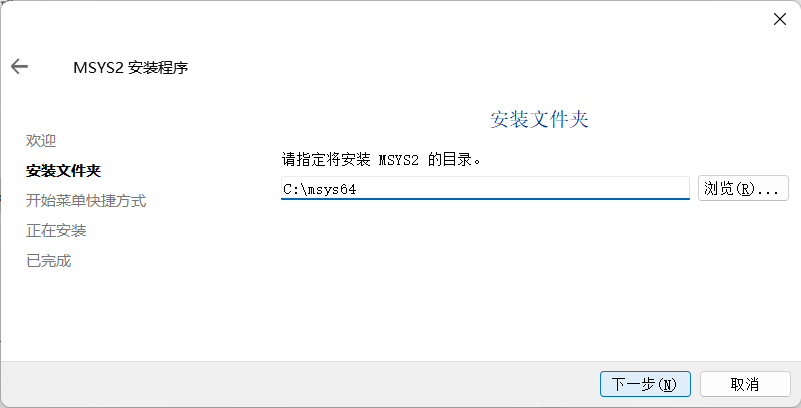 MSYS2 安装程序
欢迎
安装文件夹
开始菜单快捷方式
正在安装
已完成
安装文件夹
请指定将安装 MSYS2 的目录。
C:\msys64
浏览(R)...
下一步(N)
取消